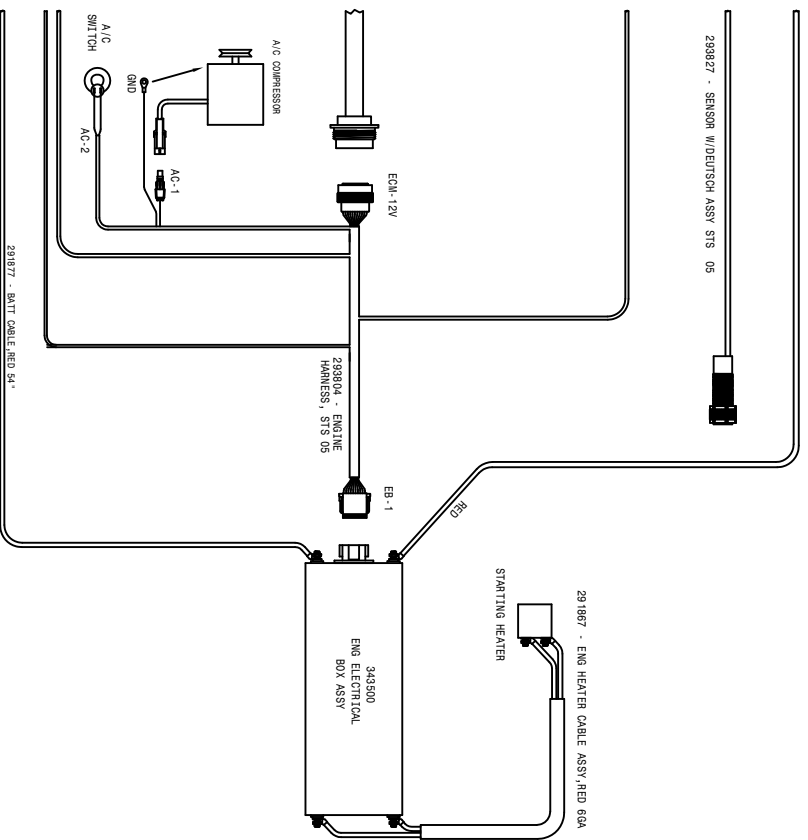 293827 - SENSOR W/DEUTSCH ASSY STS 05
A/C COMPRESSOR
A/C
SWITCH
GND
AC-2
AC-1
ECM-12V
291877 - BATT CABLE,RED 54"
293804 - ENGINE
HARNESS, STS 05
EB-1
RED
STARTING HEATER
291867 - ENG HEATER CABLE ASSY,RED 6GA
343500
ENG ELECTRICAL
BOX ASSY